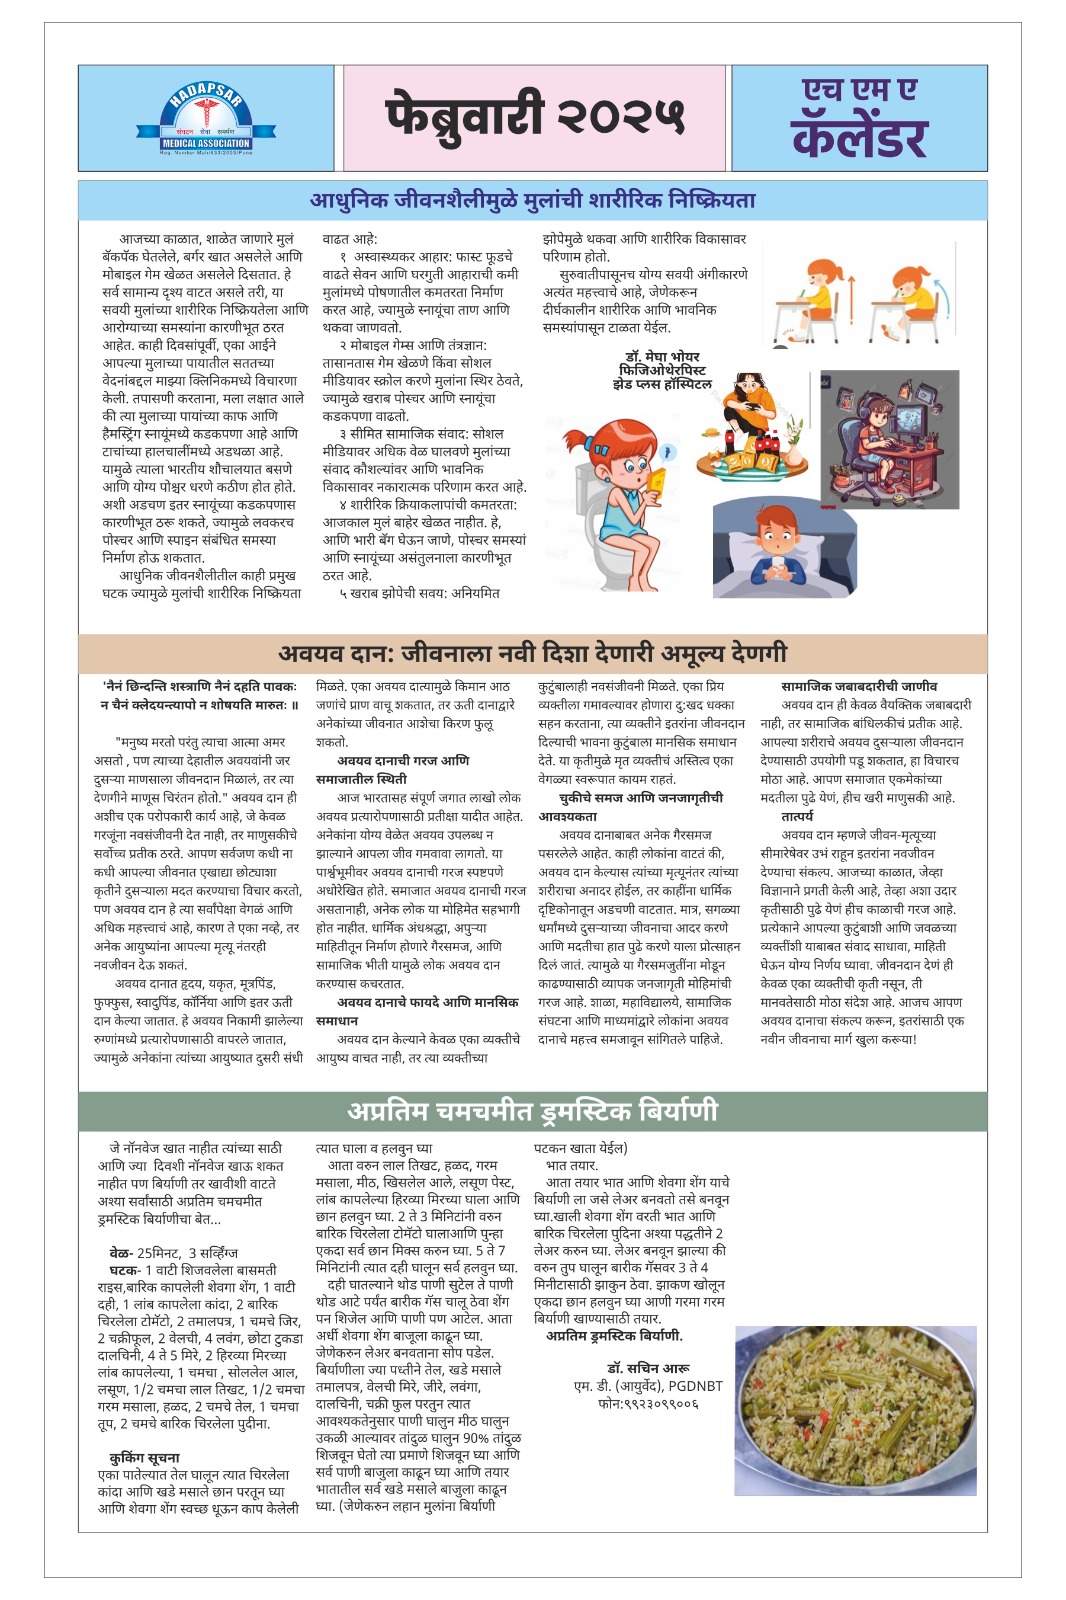 HADAPSAR
संघटन सेवा समर्पण
MEDICAL ASSOCIATION
फेब्रुवारी २०२५
एच एम ए
कॅलेंडर
आधुनिक जीवनशैलीमुळे मुलांची शारीरिक निष्क्रियता
आजच्या काळात, शाळेत जाणारे मुलं
बॅकपॅक घेतलेले, बर्गर खात असलेले आणि
मोबाइल गेम खेळत असलेले दिसतात. हे
सर्व सामान्य दृश्य वाटत असले तरी, या
सवयी मुलांच्या शारीरिक निष्क्रियतेला आणि
आरोग्याच्या समस्यांना कारणीभूत ठरत
आहेत. काही दिवसांपूर्वी, एका आईने
आपल्या मुलाच्या पायातील सततच्या
वेदनांबद्दल माझ्या क्लिनिकमध्ये विचारणा
केली. तपासणी करताना, मला लक्षात आले
की त्या मुलाच्या पायांच्या काफ आणि
हैमस्ट्रिंग स्नायूंमध्ये कडकपणा आहे आणि
टाचांच्या हालचालींमध्ये अडथळा आहे.
यामुळे त्याला भारतीय शौचालयात बसणे
आणि योग्य पोश्चर धरणे कठीण होत होते.
अशी अडचण इतर स्नायूंच्या कडकपणास
कारणीभूत ठरू शकते, ज्यामुळे लवकरच
पोस्चर आणि स्पाइन संबंधित समस्या
निर्माण होऊ शकतात.
आधुनिक जीवनशैलीतील काही प्रमुख
घटक ज्यामुळे मुलांची शारीरिक निष्क्रियता
वाढत आहे:
१ अस्वास्थ्यकर आहार: फास्ट फूडचे
वाढते सेवन आणि घरगुती आहाराची कमी
मुलांमध्ये पोषणातील कमतरता निर्माण
करत आहे, ज्यामुळे स्नायूंचा ताण आणि
थकवा जाणवतो.
२ मोबाइल गेम्स आणि तंत्रज्ञान:
तासानतास गेम खेळणे किंवा सोशल
मीडियावर स्क्रोल करणे मुलांना स्थिर ठेवते,
ज्यामुळे खराब पोस्चर आणि स्नायूंचा
कडकपणा वाढतो.
३ सीमित सामाजिक संवाद: सोशल
मीडियावर अधिक वेळ घालवणे मुलांच्या
संवाद कौशल्यांवर आणि भावनिक
विकासावर नकारात्मक परिणाम करत आहे.
४ शारीरिक क्रियाकलापांची कमतरता:
आजकाल मुलं बाहेर खेळत नाहीत. हे,
आणि भारी बॅग घेऊन जाणे, पोस्चर समस्यां
आणि स्नायूंच्या असंतुलनाला कारणीभूत
ठरत आहे.
५ खराब झोपेची सवय: अनियमित
झोपेमुळे थकवा आणि शारीरिक विकासावर
परिणाम होतो.
सुरुवातीपासूनच योग्य सवयी अंगीकारणे
अत्यंत महत्त्वाचे आहे, जेणेकरून
दीर्घकालीन शारीरिक आणि भावनिक
समस्यांपासून टाळता येईल.
डॉ. मेघा भोयर
फिजिओथेरपिस्ट
झेड प्लस हॉस्पिटल
अवयव दान: जीवनाला नवी दिशा देणारी अमूल्य देणगी
'नैनं छिन्दन्ति शस्त्राणि नैनं दहति पावकः
न चैनं क्लेदयन्त्यापो न शोषयति मारुतः ॥
"मनुष्य मरतो परंतु त्याचा आत्मा अमर
असतो , पण त्याच्या देहातील अवयवांनी जर
दुसऱ्या माणसाला जीवनदान मिळालं, तर त्या
देणगीने माणूस चिरंतन होतो." अवयव दान ही
अशीच एक परोपकारी कार्य आहे, जे केवळ
गरजूंना नवसंजीवनी देत नाही, तर माणुसकीचे
सर्वोच्च प्रतीक ठरते. आपण सर्वजण कधी ना
कधी आपल्या जीवनात एखाद्या छोट्याशा
कृतीने दुसऱ्याला मदत करण्याचा विचार करतो,
पण अवयव दान हे त्या सर्वांपेक्षा वेगळं आणि
अधिक महत्त्वाचं आहे, कारण ते एका नव्हे, तर
अनेक आयुष्यांना आपल्या मृत्यू नंतरही
नवजीवन देऊ शकतं.
अवयव दानात हृदय, यकृत, मूत्रपिंड,
फुफ्फुस, स्वादुपिंड, कॉर्निया आणि इतर ऊती
दान केल्या जातात. हे अवयव निकामी झालेल्या
रुग्णांमध्ये प्रत्यारोपणासाठी वापरले जातात,
ज्यामुळे अनेकांना त्यांच्या आयुष्यात दुसरी संधी
मिळते. एका अवयव दात्यामुळे किमान आठ
जणांचे प्राण वाचू शकतात, तर ऊती दानाद्वारे
अनेकांच्या जीवनात आशेचा किरण फुलू
शकतो.
अवयव दानाची गरज आणि
समाजातील स्थिती
आज भारतासह संपूर्ण जगात लाखो लोक
अवयव प्रत्यारोपणासाठी प्रतीक्षा यादीत आहेत.
अनेकांना योग्य वेळेत अवयव उपलब्ध न
झाल्याने आपला जीव गमवावा लागतो. या
पार्श्वभूमीवर अवयव दानाची गरज स्पष्टपणे
अधोरेखित होते. समाजात अवयव दानाची गरज
असतानाही, अनेक लोक या मोहिमेत सहभागी
होत नाहीत. धार्मिक अंधश्रद्धा, अपुऱ्या
माहितीतून निर्माण होणारे गैरसमज, आणि
सामाजिक भीती यामुळे लोक अवयव दान
करण्यास कचरतात.
अवयव दानाचे फायदे आणि मानसिक
समाधान
अवयव दान केल्याने केवळ एका व्यक्तीचे
आयुष्य वाचत नाही, तर त्या व्यक्तीच्या
कुटुंबालाही नवसंजीवनी मिळते. एका प्रिय
व्यक्तीला गमावल्यावर होणारा दु:खद धक्का
सहन करताना, त्या व्यक्तीने इतरांना जीवनदान
दिल्याची भावना कुटुंबाला मानसिक समाधान
देते. या कृतीमुळे मृत व्यक्तीचं अस्तित्व एका
वेगळ्या स्वरूपात कायम राहतं.
चुकीचे समज आणि जनजागृतीची
आवश्यकता
अवयव दानाबाबत अनेक गैरसमज
पसरलेले आहेत. काही लोकांना वाटतं की,
अवयव दान केल्यास त्यांच्या मृत्यूनंतर त्यांच्या
शरीराचा अनादर होईल, तर काहींना धार्मिक
दृष्टिकोनातून अडचणी वाटतात. मात्र, सगळ्या
धर्मांमध्ये दुसऱ्याच्या जीवनाचा आदर करणे
आणि मदतीचा हात पुढे करणे याला प्रोत्साहन
दिलं जातं. त्यामुळे या गैरसमजुतींना मोडून
काढण्यासाठी व्यापक जनजागृती मोहिमांची
गरज आहे. शाळा, महाविद्यालये, सामाजिक
संघटना आणि माध्यमांद्वारे लोकांना अवयव
दानाचे महत्त्व समजावून सांगितले पाहिजे.
सामाजिक जबाबदारीची जाणीव
अवयव दान ही केवळ वैयक्तिक जबाबदारी
नाही, तर सामाजिक बांधिलकीचं प्रतीक आहे.
आपल्या शरीराचे अवयव दुसऱ्याला जीवनदान
देण्यासाठी उपयोगी पडू शकतात, हा विचारच
मोठा आहे. आपण समाजात एकमेकांच्या
मदतीला पुढे येणं, हीच खरी माणुसकी आहे.
तात्पर्य
अवयव दान म्हणजे जीवन-मृत्यूच्या
सीमारेषेवर उभं राहून इतरांना नवजीवन
देण्याचा संकल्प. आजच्या काळात, जेव्हा
विज्ञानाने प्रगती केली आहे, तेव्हा अशा उदार
कृतीसाठी पुढे येणं हीच काळाची गरज आहे.
प्रत्येकाने आपल्या कुटुंबाशी आणि जवळच्या
व्यक्तींशी याबाबत संवाद साधावा, माहिती
घेऊन योग्य निर्णय घ्यावा. जीवनदान देणं ही
केवळ एका व्यक्तीची कृती नसून, ती
मानवतेसाठी मोठा संदेश आहे. आजच आपण
अवयव दानाचा संकल्प करून, इतरांसाठी एक
नवीन जीवनाचा मार्ग खुला करूया!
अप्रतिम चमचमीत ड्रमस्टिक बिर्याणी
जे नॉनवेज खात नाहीत त्यांच्या साठी
आणि ज्या दिवशी नॉनवेज खाऊ शकत
नाहीत पण बिर्याणी तर खावीशी वाटते
अश्या सर्वांसाठी अप्रतिम चमचमीत
ड्रमस्टिक बिर्याणीचा बेत...
वेळ- 25मिनट, 3 सर्व्हिंग्ज
घटक- 1 वाटी शिजवलेला बासमती
राइस,बारिक कापलेली शेवगा शेंग, 1 वाटी
दही, 1 लांब कापलेला कांदा, 2 बारिक
चिरलेला टोमॅटो, 2 तमालपत्र, 1 चमचे जिर,
2 चक्रीफूल, 2 वेलची, 4 लवंग, छोटा टुकडा
दालचिनी, 4 ते 5 मिरे, 2 हिरव्या मिरच्या
लांब कापलेल्या, 1 चमचा , सोललेल आल,
लसूण, 1/2 चमचा लाल तिखट, 1/2 चमचा
गरम मसाला, हळद, 2 चमचे तेल, 1 चमचा
तूप, 2 चमचे बारिक चिरलेला पुदीना.
कुकिंग सूचना
एका पातेल्यात तेल घालून त्यात चिरलेला
कांदा आणि खडे मसाले छान परतून घ्या
आणि शेवगा शेंग स्वच्छ धूऊन काप केलेली
त्यात घाला व हलवुन घ्या
आता वरुन लाल तिखट, हळद, गरम
मसाला, मीठ, खिसलेल आले, लसूण पेस्ट,
लांब कापलेल्या हिरव्या मिरच्या घाला आणि
छान हलवुन घ्या. 2 ते 3 मिनिटांनी वरुन
बारिक चिरलेला टोमॅटो घालाआणि पुन्हा
एकदा सर्व छान मिक्स करुन घ्या. 5 ते 7
मिनिटांनी त्यात दही घालून सर्व हलवुन घ्या.
दही घातल्याने थोड पाणी सुटेल ते पाणी
थोड आटे पर्यंत बारीक गॅस चालू ठेवा शेंग
पन शिजेल आणि पाणी पण आटेल. आता
अर्धी शेवगा शेंग बाजूला काढून घ्या.
जेणेकरुन लेअर बनवताना सोप पडेल.
बिर्याणीला ज्या पध्तीने तेल, खडे मसाले
तमालपत्र, वेलची मिरे, जीरे, लवंगा,
दालचिनी, चक्री फुल परतुन त्यात
आवश्यकतेनुसार पाणी घालुन मीठ घालुन
उकळी आल्यावर तांदुळ घालुन 90% तांदुळ
शिजवून घेतो त्या प्रमाणे शिजवून घ्या आणि
सर्व पाणी बाजुला काढून घ्या आणि तयार
भातातील सर्व खडे मसाले बाजुला काढून
घ्या. (जेणेकरुन लहान मुलांना बिर्याणी
पटकन खाता येईल)
भात तयार.
आता तयार भात आणि शेवगा शेंग याचे
बिर्याणी ला जसे लेअर बनवतो तसे बनवून
घ्या.खाली शेवगा शेंग वरती भात आणि
बारिक चिरलेला पुदिना अश्या पद्धतीने 2
लेअर करुन घ्या. लेअर बनवून झाल्या की
वरुन तुप घालून बारीक गॅसवर 3 ते 4
मिनीटासाठी झाकुन ठेवा. झाकण खोलून
एकदा छान हलवुन घ्या आणी गरमा गरम
बिर्याणी खाण्यासाठी तयार.
अप्रतिम ड्रमस्टिक बिर्याणी.
डॉ. सचिन आरू
एम. डी. (आयुर्वेद), PGDNBT
फोन:९९२३०९९००६